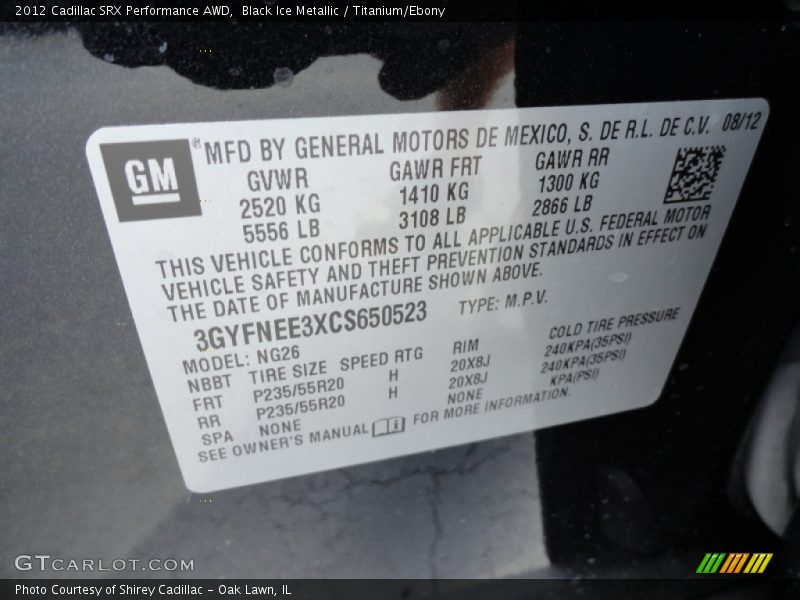 2012 Cadillac SRX Performance AWD, Black Ice Metallic / Titanium/Ebony
GM ® MFD BY GENERAL MOTORS DE MEXICO, S. DE R.L. DE C.V. 08/12
GVWR GAWR FRT GAWR RR
2520 KG 1410 KG 1300 KG
5556 LB 3108 LB 2866 LB
THIS VEHICLE CONFORMS TO ALL APPLICABLE U.S. FEDERAL MOTOR
VEHICLE SAFETY AND THEFT PREVENTION STANDARDS IN EFFECT ON
THE DATE OF MANUFACTURE SHOWN ABOVE.
3GYFNEE3XCS650523 TYPE: M.P.V.
MODEL: NG26
NBBT TIRE SIZE SPEED RTG RIM COLD TIRE PRESSURE
FRT P235/55R20 H 20X8J 240KPA(35PSI)
RR P235/55R20 H 20X8J 240KPA(35PSI)
SPA NONE NONE KPA(PSI)
SEE OWNER'S MANUAL FOR MORE INFORMATION.
GTCARLOT.COM
Photo Courtesy of Shirey Cadillac - Oak Lawn, IL